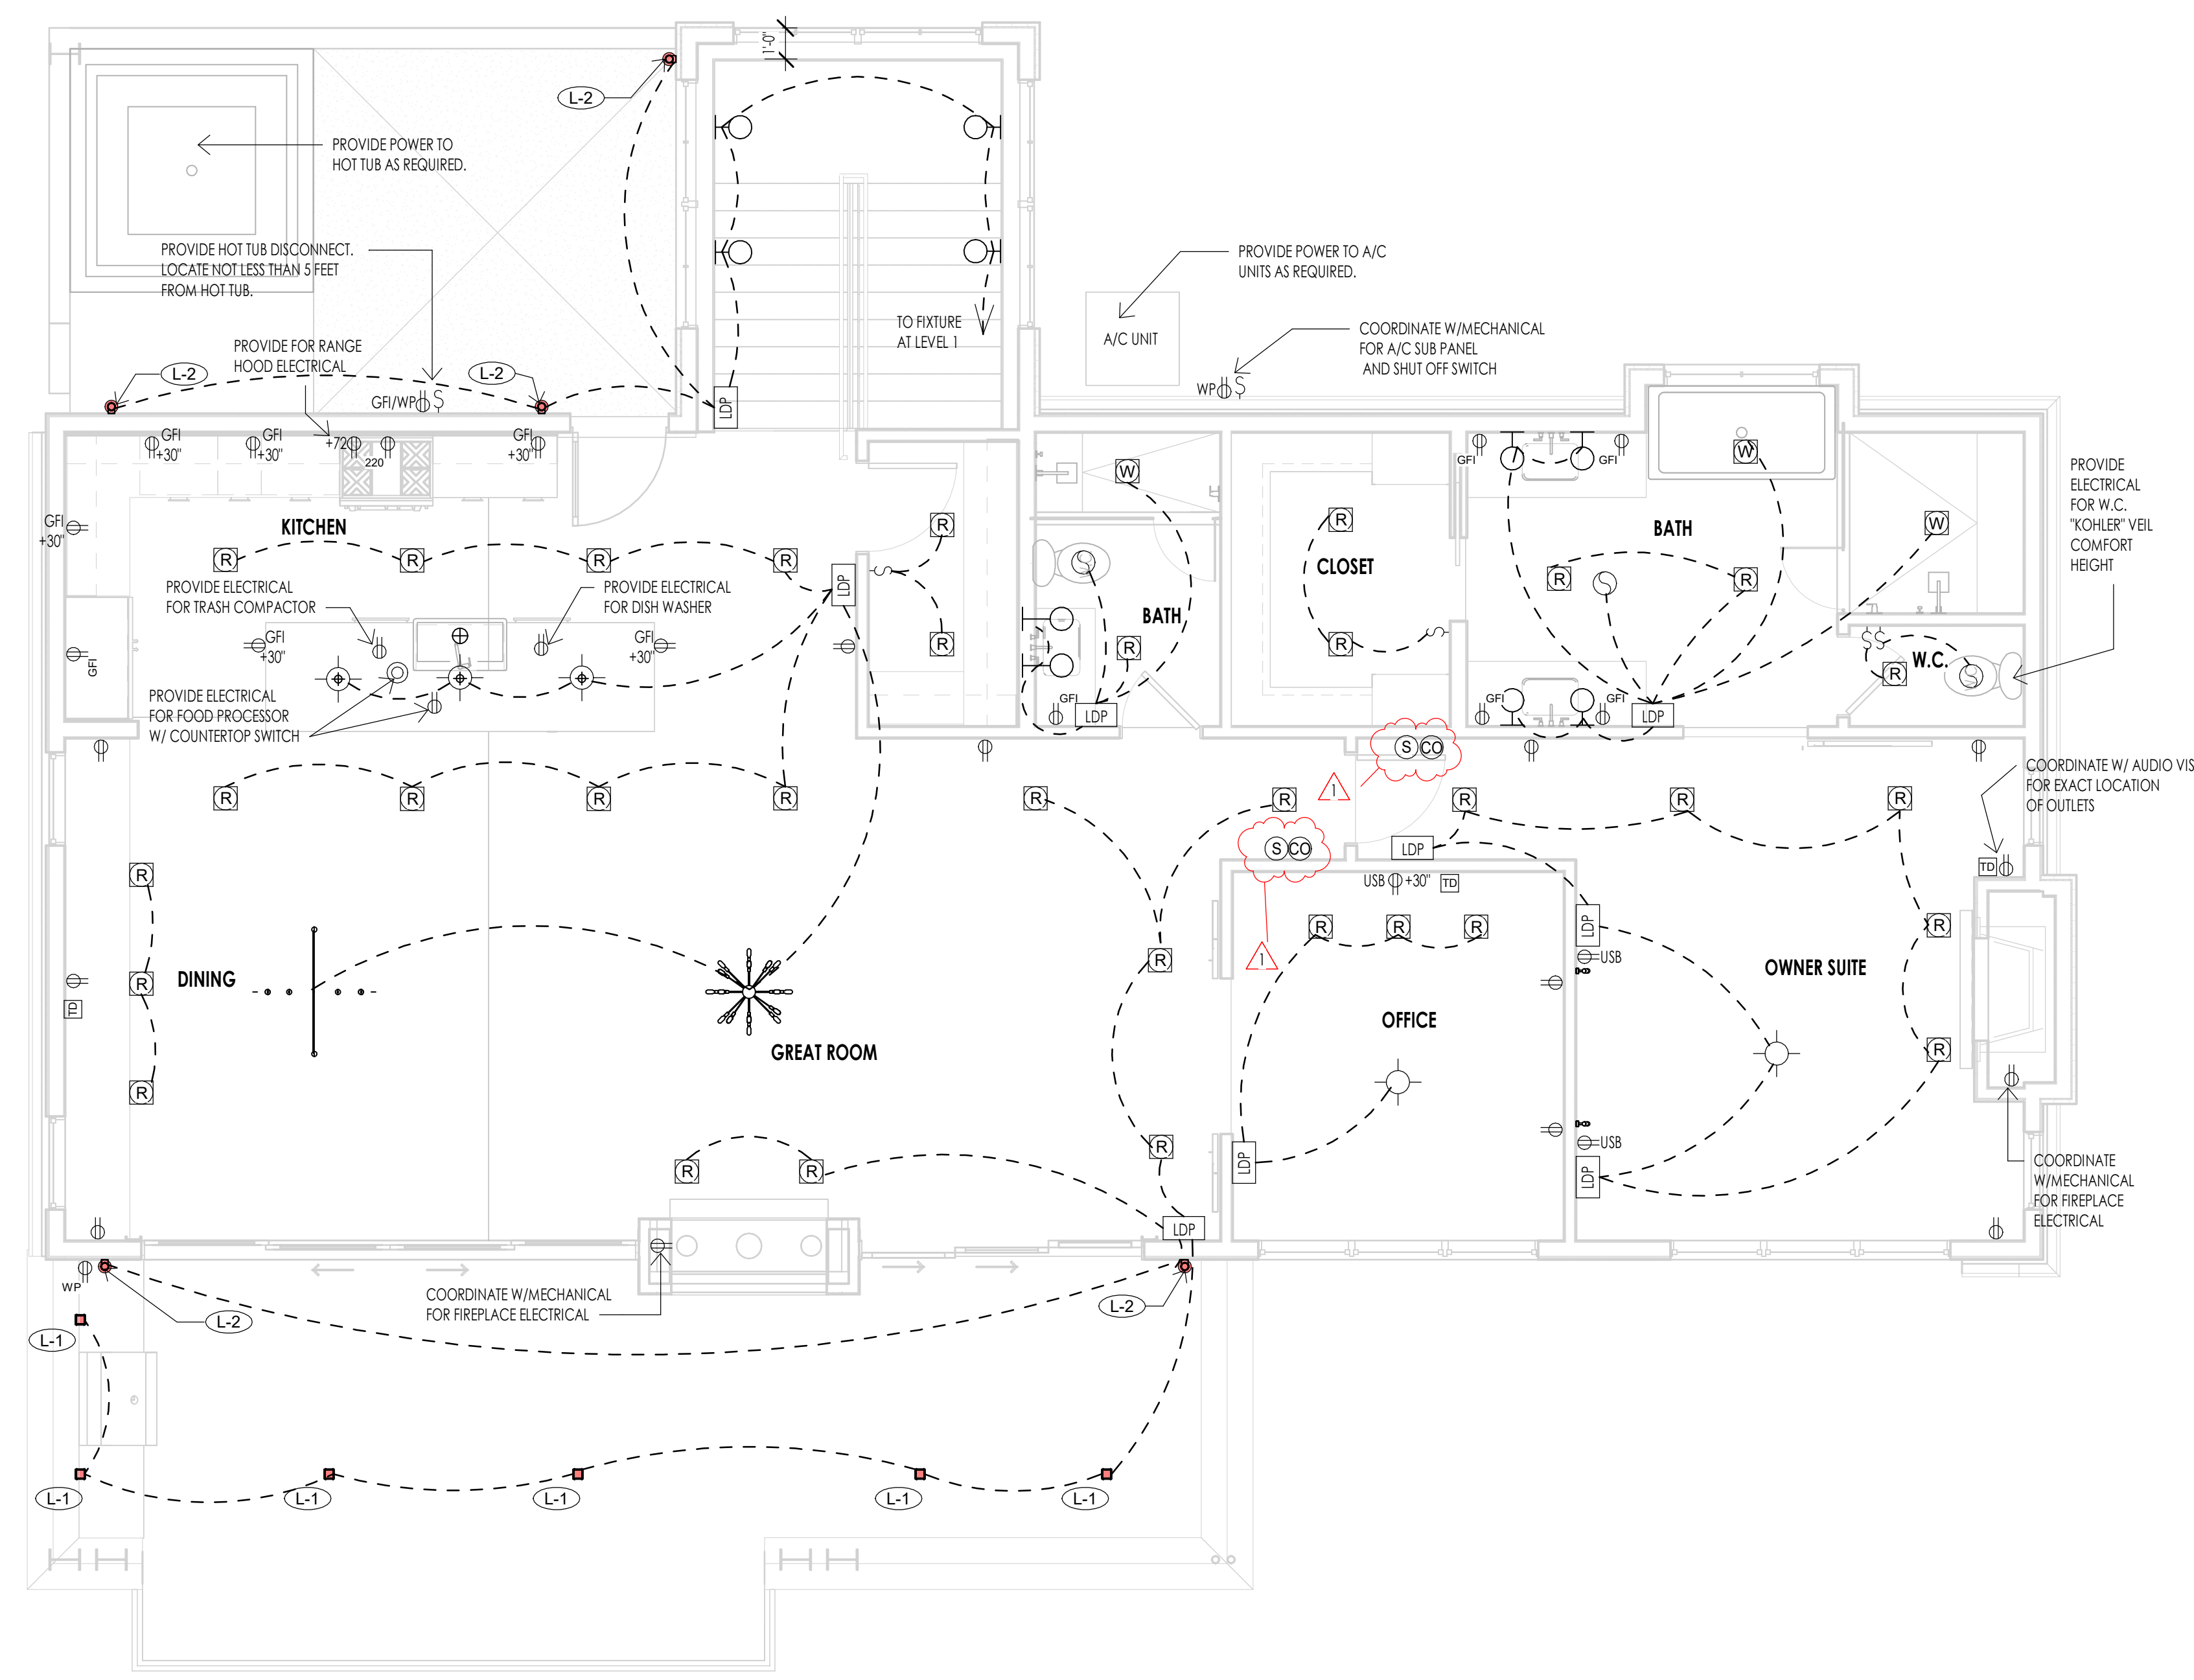 1'-0"
L-2
PROVIDE POWER TO
HOT TUB AS REQUIRED.
PROVIDE HOT TUB DISCONNECT.
LOCATE NOT LESS THAN 5 FEET
FROM HOT TUB.
PROVIDE POWER TO A/C
UNITS AS REQUIRED.
TO FIXTURE
AT LEVEL 1
A/C UNIT
COORDINATE W/MECHANICAL
FOR A/C SUB PANEL
AND SHUT OFF SWITCH
PROVIDE FOR RANGE
HOOD ELECTRICAL
L-2
L-2
GFI/WP
WP
LDP
GFI
+30"
GFI
+30"
+72
220
GFI
+30"
GFI
+30"
KITCHEN
R
R
R
R
PROVIDE ELECTRICAL
FOR TRASH COMPACTOR
PROVIDE ELECTRICAL
FOR DISH WASHER
LDP
GFI
+30"
GFI
+30"
GFI
PROVIDE ELECTRICAL
FOR FOOD PROCESSOR
W/ COUNTERTOP SWITCH
R
R
W
BATH
R
GFI
LDP
R
CLOSET
R
GFI
GFI
W
BATH
W
R
R
GFI
GFI
LDP
W.C.
R
PROVIDE
ELECTRICAL
FOR W.C.
"KOHLER" VEIL
COMFORT
HEIGHT
S CO
1
S CO
1
R
R
R
R
R
R
R
R
R
LDP
COORDINATE W/ AUDIO VIS
FOR EXACT LOCATION
OF OUTLETS
TD
USB +30" TD
R
R
R
LDP
R
R
R
R
DINING
TD
R
R
GREAT ROOM
OFFICE
USB
OWNER SUITE
R
R
USB
LDP
LDP
R
R
R
LDP
COORDINATE
W/MECHANICAL
FOR FIREPLACE
ELECTRICAL
WP
L-2
COORDINATE W/MECHANICAL
FOR FIREPLACE ELECTRICAL
L-2
L-1
L-1
L-1
L-1
L-1
L-1